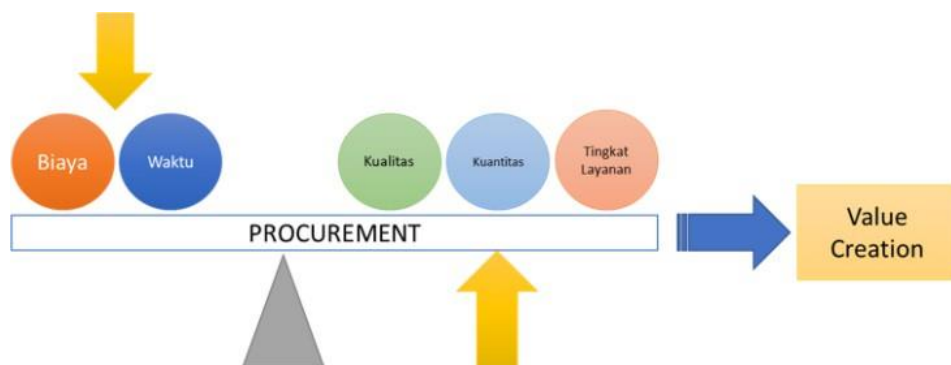 Biaya
Waktu
Kualitas
Kuantitas
Tingkat
Layanan
PROCUREMENT
Value
Creation